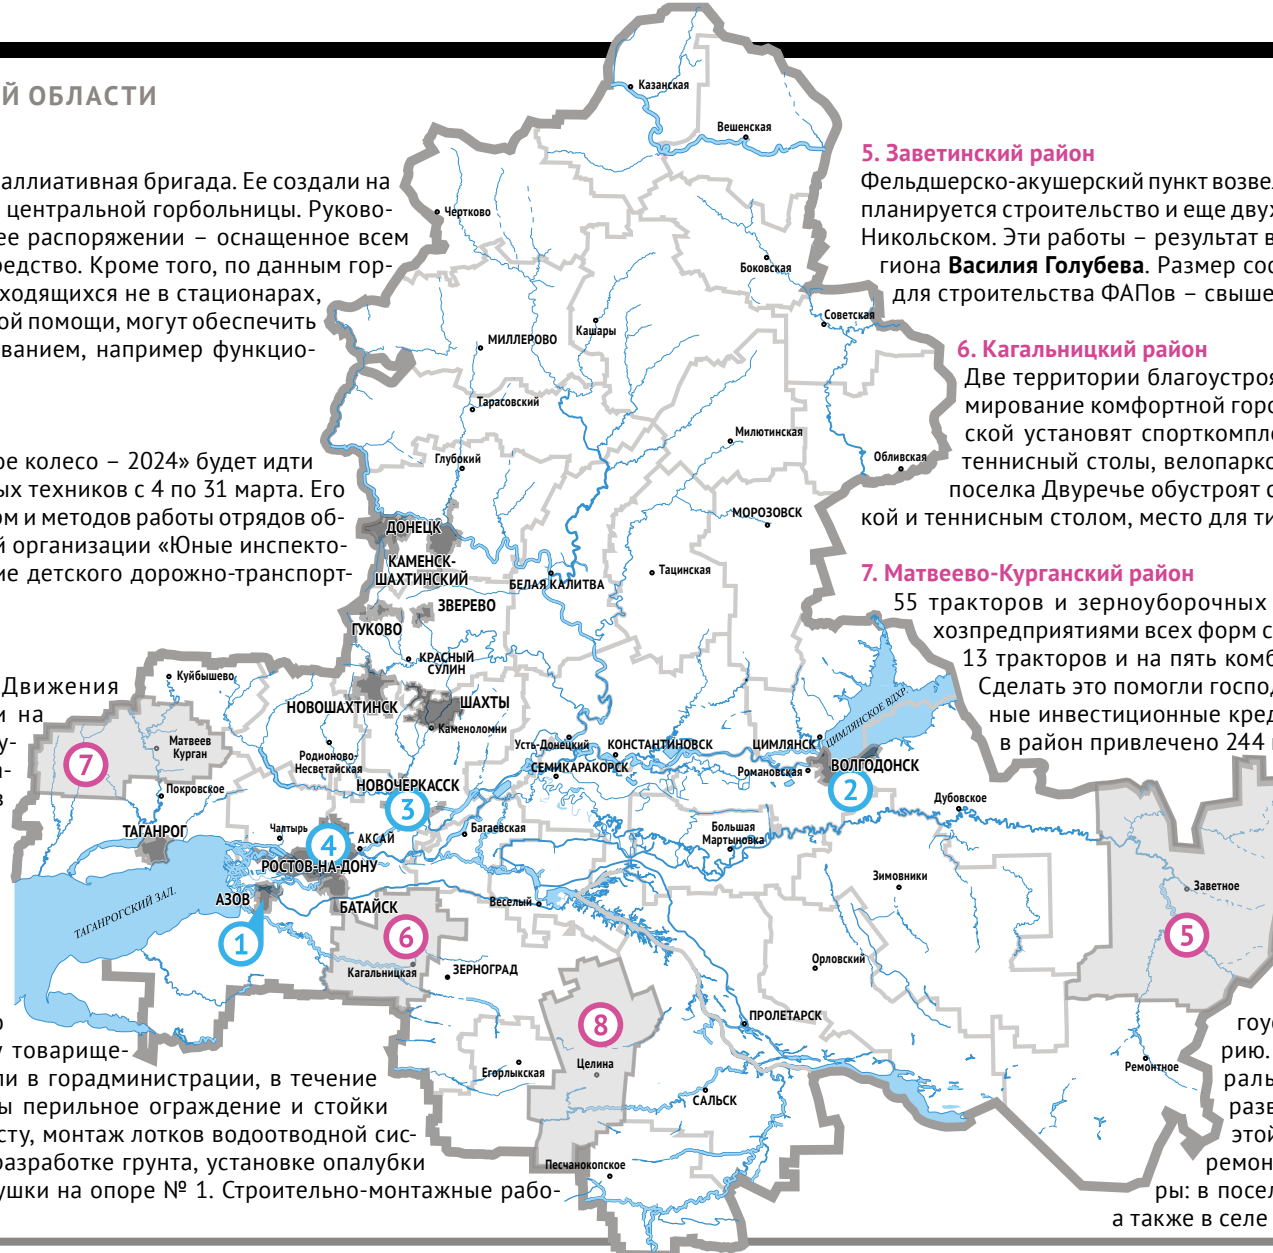 Й ОБЛАСТИ
аллиативная бригада. Ее создали на
центральной горбольницы. Руково-
ее распоряжении – оснащенное всем
редство. Кроме того, по данным гор-
ходящихся не в стационарах,
ой помощи, могут обеспечить
ванием, например функцио-
ое колесо – 2024» будет идти
ых техников с 4 по 31 марта. Его
рм и методов работы отрядов об-
й организации «Юные инспекто-
ие детского дорожно-транспорт-
Движения
и на
у-
а-
в
о
у товарище-
ли в горадминистрации, в течение
ы перильное ограждение и стойки
сту, монтаж лотков водоотводной сис-
разработке грунта, установке опалубки
ушки на опоре № 1. Строительно-монтажные рабо-
Казанская
Вешенская
Чертково
Боковская
Советская
МИЛЛЕРОВО
Кашары
Тарасовский
Милютинская
Глубокий
Обливская
МОРОЗОВСК
ДОНЕЦК
КАМЕНСК-
ШАХТИНСКИЙ
БЕЛАЯ КАЛИТВА
Тацинская
ЗВЕРЕВО
ГУКОВО
КРАСНЫЙ
СУЛИН
Куйбышево
НОВОШАХТИНСК
ШАХТЫ
Каменоломни
ЦИМЛЯНСКОЕ ВДХР.
Матвеев
Курган
7
Родионово-
Несветайская
Усть-Донецкий
КОНСТАНТИНОВСК
ЦИМЛЯНСК
СЕМИКАРАКОРСК
Романовская
ВОЛГОДОНСК
2
Покровское
НОВОЧЕРКАССК
3
Дубовское
ТАГАНРОГ
Чалтырь
4
АКСАЙ
Багаевская
Большая
Мартыновка
РОСТОВ-НА-ДОНУ
Зимовники
Заветное
ТАГАНРОГСКИЙ ЗАЛ.
АЗОВ
БАТАЙСК
Веселый
1
6
5
Кагальницкая
ЗЕРНОГРАД
Орловский
8
ПРОЛЕТАРСК
Егорлыкская
Целина
Ремонтное
САЛЬСК
Песчанокопское
5. Заветинский район
Фельдшерско-акушерский пункт возвел
планируется строительство и еще двух
Никольском. Эти работы – результат в
гиона Василия Голубева. Размер сос
для строительства ФАПов – свыше
6. Кагальницкий район
Две территории благоустроя
мирование комфортной горо
ской установят спорткомпле
теннисный столы, велопарко
поселка Двуречье обустроят с
кой и теннисным столом, место для ти
7. Матвеево-Курганский район
55 тракторов и зерноуборочных
хозпредприятиями всех форм с
13 тракторов и на пять комб
Сделать это помогли господ
ные инвестиционные кред
в район привлечено 244
гоус
рию.
раль
разв
этой
ремон
ры: в посел
а также в селе